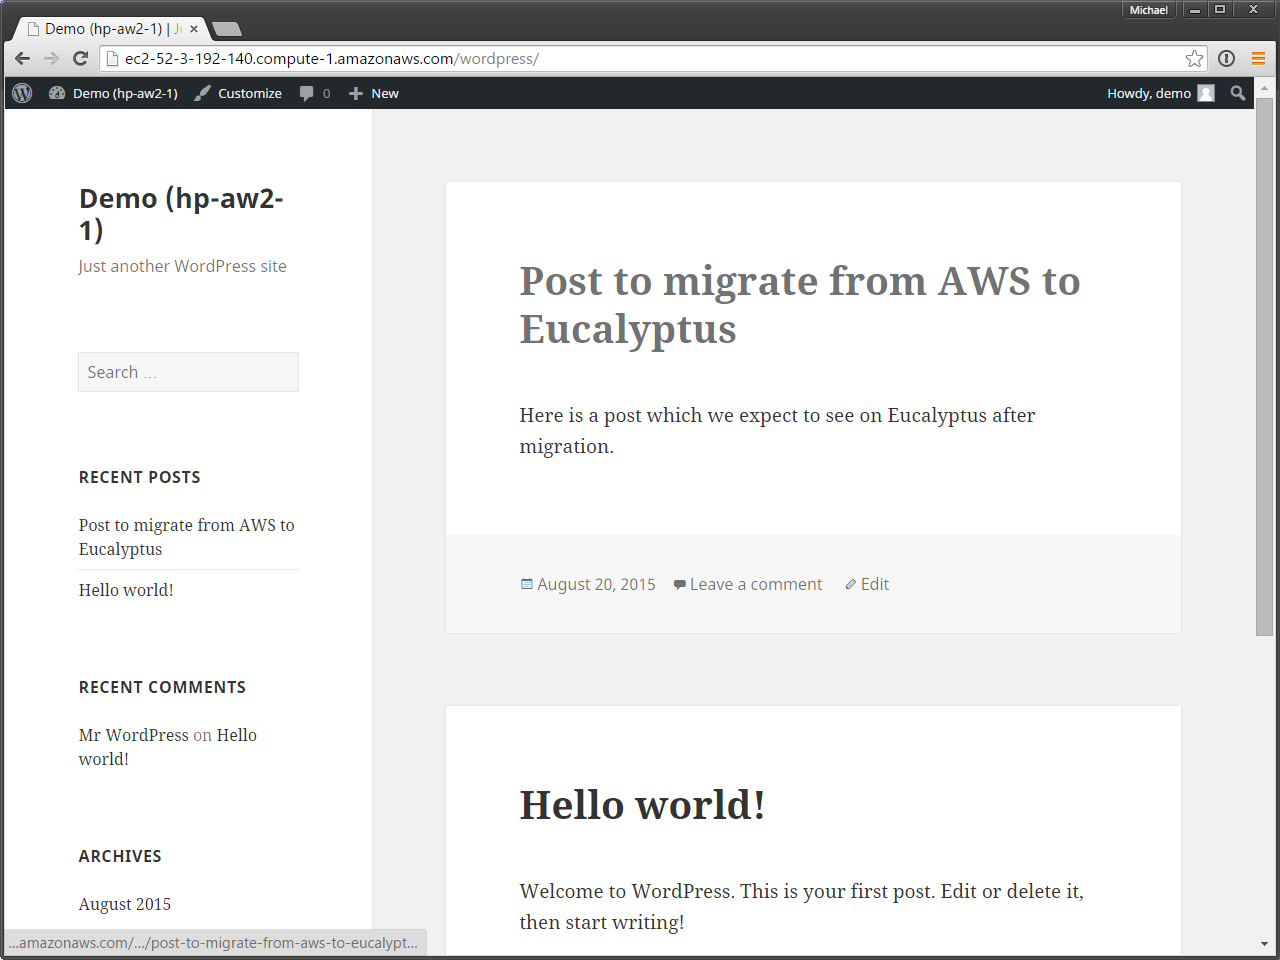 Michael
Demo (hp-aw2-1) |
ec2-52-3-192-140.compute-1.amazonaws.com/wordpress/
Demo (hp-aw2-1) Customize 0 New Howdy, demo
Demo (hp-aw2-
1)
Just another WordPress site
Search …
RECENT POSTS
Post to migrate from AWS to
Eucalyptus
Hello world!
RECENT COMMENTS
Mr WordPress on Hello
world!
ARCHIVES
August 2015
Post to migrate from AWS to
Eucalyptus
Here is a post which we expect to see on Eucalyptus after
migration.
August 20, 2015 Leave a comment Edit
Hello world!
Welcome to WordPress. This is your first post. Edit or delete it,
then start writing!
...amazonaws.com/.../post-to-migrate-from-aws-to-eucalypt...